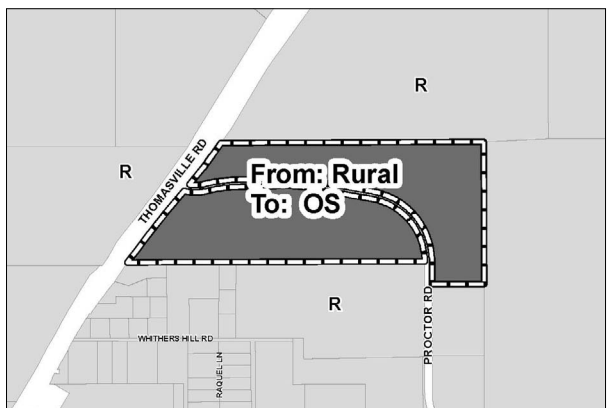 R
R
THOMASVILLE RD
From: Rural
To: OS
R
PROCTOR RD
WHITHERS HILL RD
RAQUEL LN